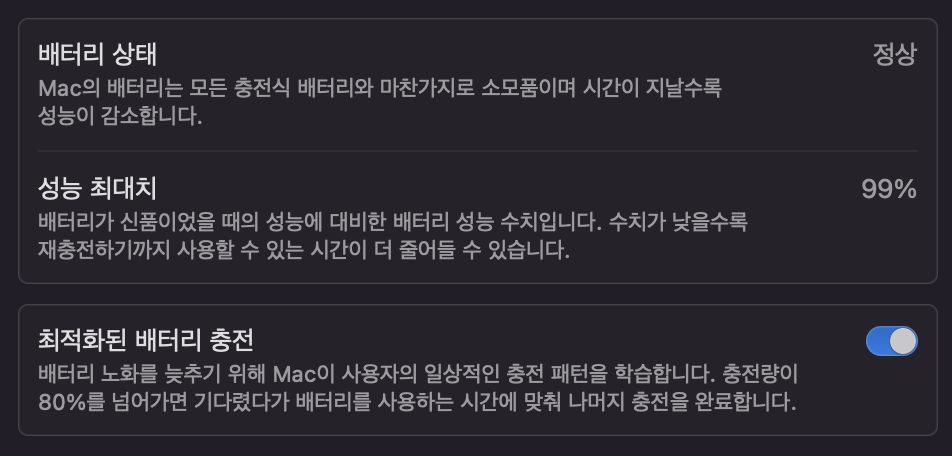 배터리 상태
정상
Mac의 배터리는 모든 충전식 배터리와 마찬가지로 소모품이며 시간이 지날수록
성능이 감소합니다.
성능 최대치
99%
배터리가 신품이었을 때의 성능에 대비한 배터리 성능 수치입니다. 수치가 낮을수록
재충전하기까지 사용할 수 있는 시간이 더 줄어들 수 있습니다.
최적화된 배터리 충전
배터리 노화를 늦추기 위해 Mac이 사용자의 일상적인 충전 패턴을 학습합니다. 충전량이
80%를 넘어가면 기다렸다가 배터리를 사용하는 시간에 맞춰 나머지 충전을 완료합니다.